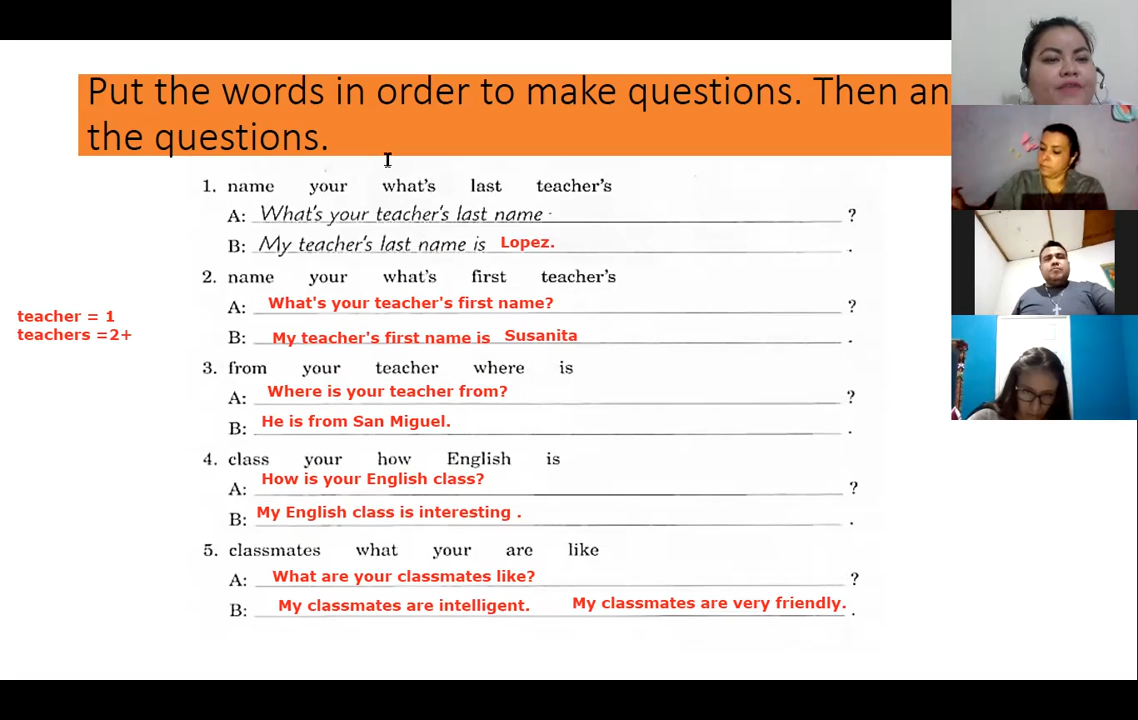 Put the words in order to make questions. Then an
the questions.
1. name your what's last teacher's
A: What's your teacher's last name ?
B: My teacher's last name is Lopez. .
2. name your what's first teacher's
A: What's your teacher's first name? ?
teacher = 1
teachers =2+
B: My teacher's first name is Susanita .
3. from your teacher where is
A: Where is your teacher from? ?
B: He is from San Miguel. .
4. class your how English is
A: How is your English class? ?
B: My English class is interesting . .
5. classmates what your are like
A: What are your classmates like? ?
B: My classmates are intelligent. My classmates are very friendly. .